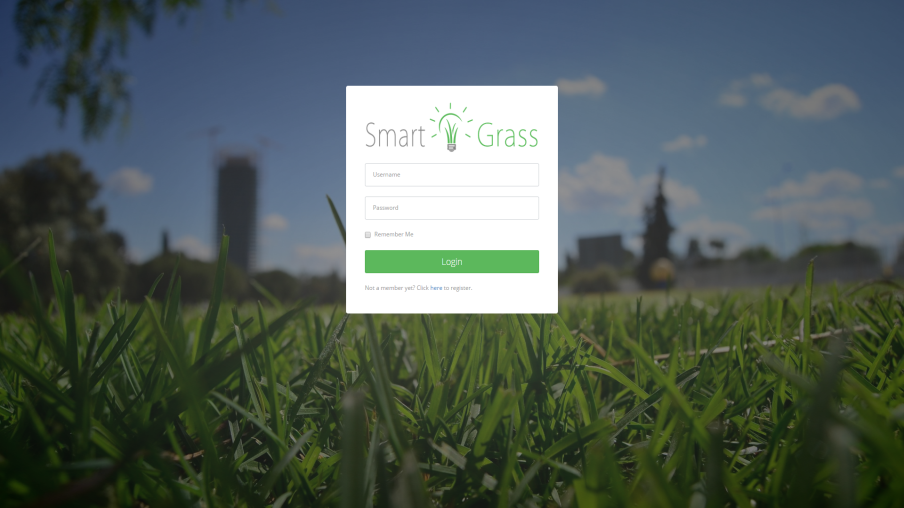 Smart Grass
Username
Password
Remember Me
Login
Not a member yet? Click here to register.